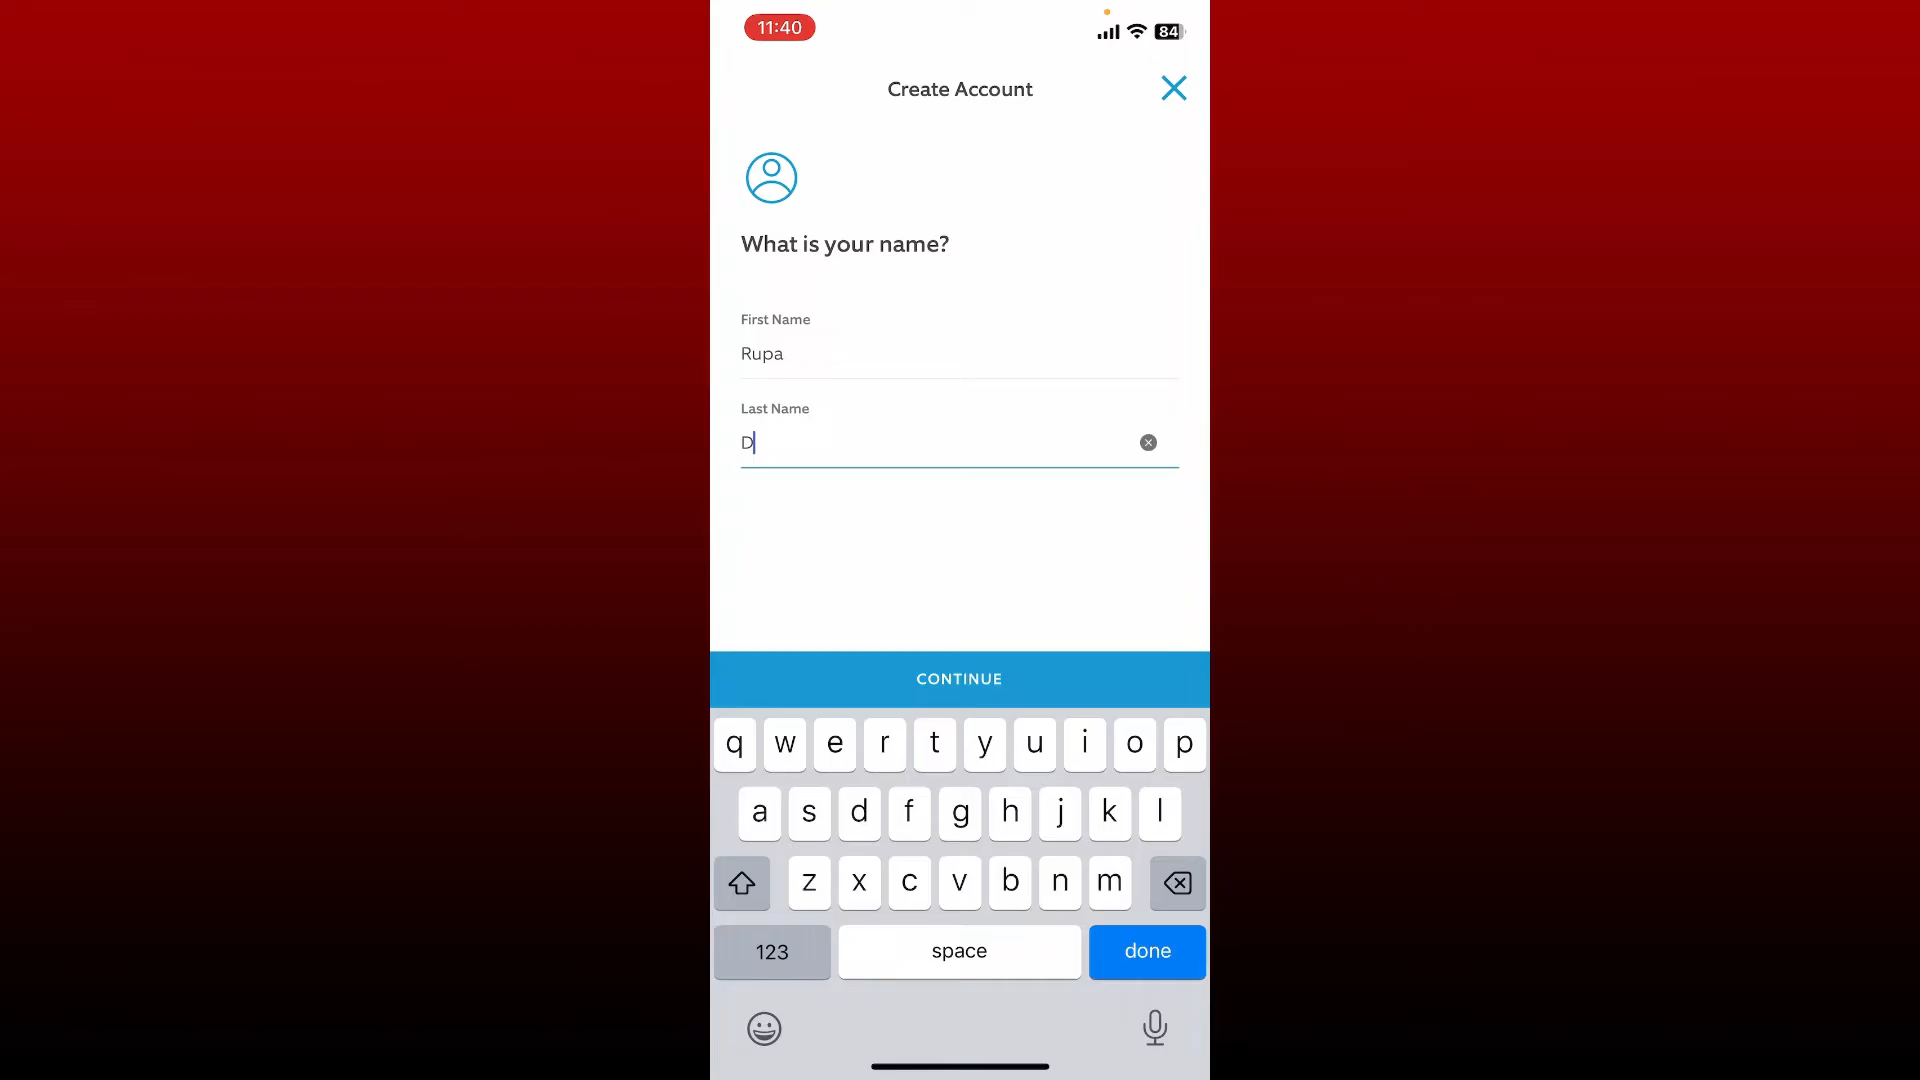 11:40
84
Create Account
What is your name?
First Name
Rupa
Last Name
D
CONTINUE
q w e r t y u i o p
a s d f g h j k l
z x c v b n m
123 space done